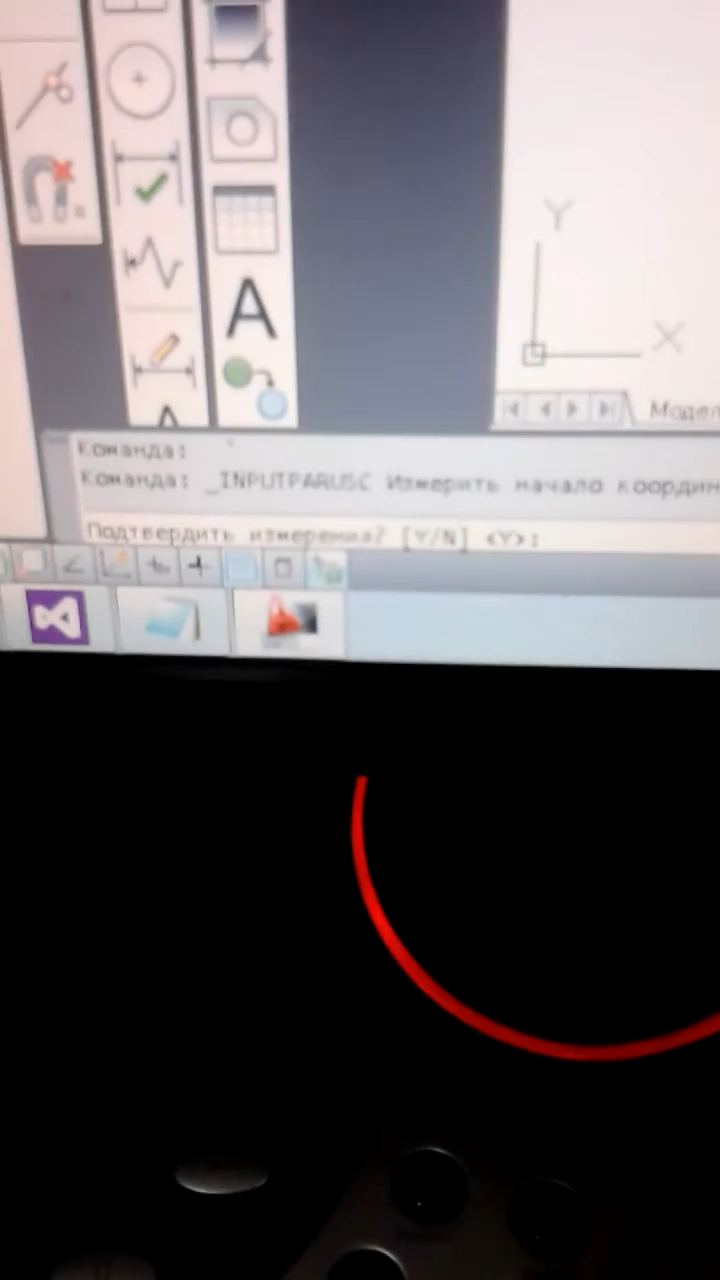 A
Y
X
Модел
Команда:
Команда: _INPUTPARUSC Измерить начало координ
Подтвердить измерения? [Y/N] <Y>: